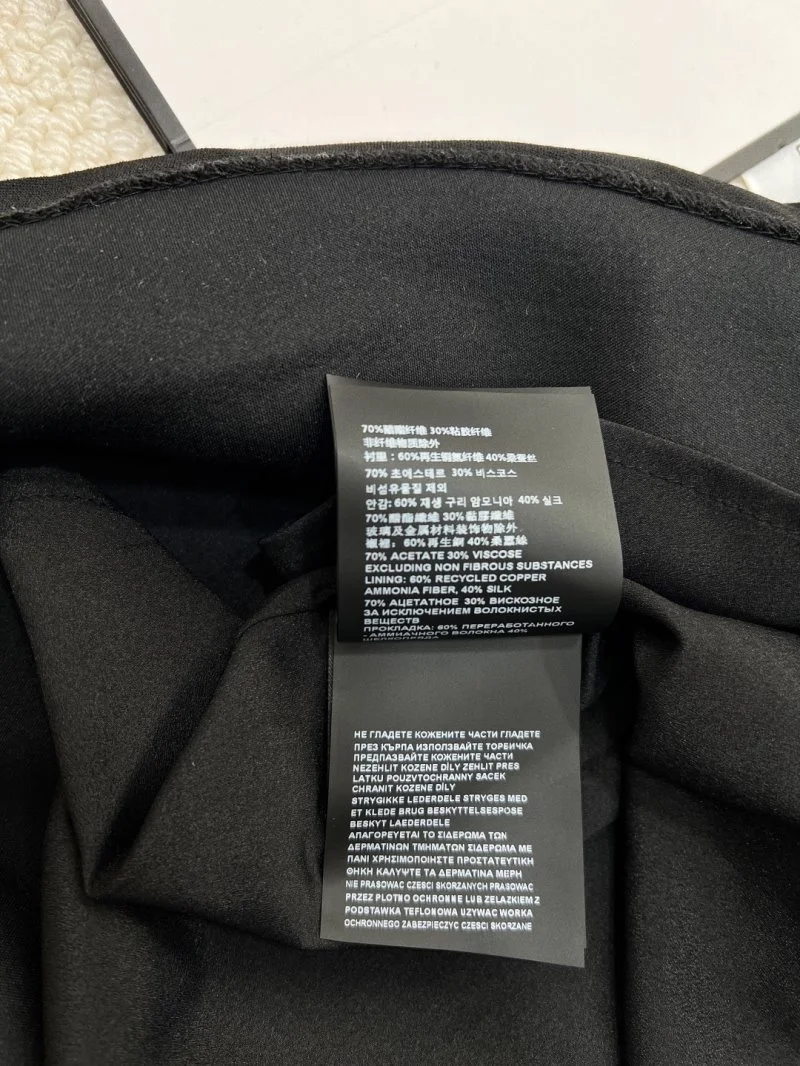 70%醋酯纤维 30%粘胶纤维
非纤维物质除外
衬里：60%再生铜氨纤维 40%桑蚕丝
70% 초에스테르 30% 비스코스
비섬유물질 제외
안감: 60% 재생 구리 암모니아 40% 실크
70%醋酯纖維 30%黏膠纖維
玻璃及金属材料装饰物除外
襯裡：60%再生銅 40%桑蠶絲
70% ACETATE 30% VISCOSE
EXCLUDING NON FIBROUS SUBSTANCES
LINING: 60% RECYCLED COPPER
AMMONIA FIBER, 40% SILK
70% АЦЕТАТНОЕ 30% ВИСКОЗНОЕ
ЗА ИСКЛЮЧЕНИЕМ ВОЛОКНИСТЫХ
ВЕЩЕСТВ
ПРОКЛАДКА: 60% ПЕРЕРАБОТАННОГО
- АММИАЧНОГО ВОЛОКНА 40%
ШЕЛКОПРЯДА
НЕ ГЛАДЕТЕ КОЖЕНИТЕ ЧАСТИ ГЛАДЕТЕ
ПРЕЗ КЪРПА ИЗПОЛЗВАЙТЕ ТОРБИЧКА
ПРЕДПАЗВАЙТЕ КОЖЕНИТЕ ЧАСТИ
NEZEHLIT KOZENE DÍLY ZEHLIT PRES
LATKU POUZVTOCHRANNY SACEK
CHRANIT KOZENE DÍLY
STRYGIKKE LEDERDELE STRYGES MED
ET KLEDE BRUG BESKYTTELSESPOSE
BESKYT LAEDERDELE
ΑΠΑΓΟΡΕΥΕΤΑΙ ΤΟ ΣΙΔΕΡΩΜΑ ΤΩΝ
ΔΕΡΜΑΤΙΝΩΝ ΤΜΗΜΑΤΩΝ ΣΙΔΕΡΩΜΑ ΜΕ
ΠΑΝΙ ΧΡΗΣΙΜΟΠΟΙΗΣΤΕ ΠΡΟΣΤΑΤΕΥΤΙΚΗ
ΘΗΚΗ ΚΑΛΥΨΤΕ ΤΑ ΔΕΡΜΑΤΙΝΑ ΜΕΡΗ
NIE PRASOWAC CZESCI SKORZANYCH PRASOWAC
PRZEZ PLOTNO OCHRONNE LUB ZELAZKIEM Z
PODSTAWKA TEFLONOWA UZYWAC WORKA
OCHRONNEGO ZABEZPIECZYC CZESCI SKORZANE